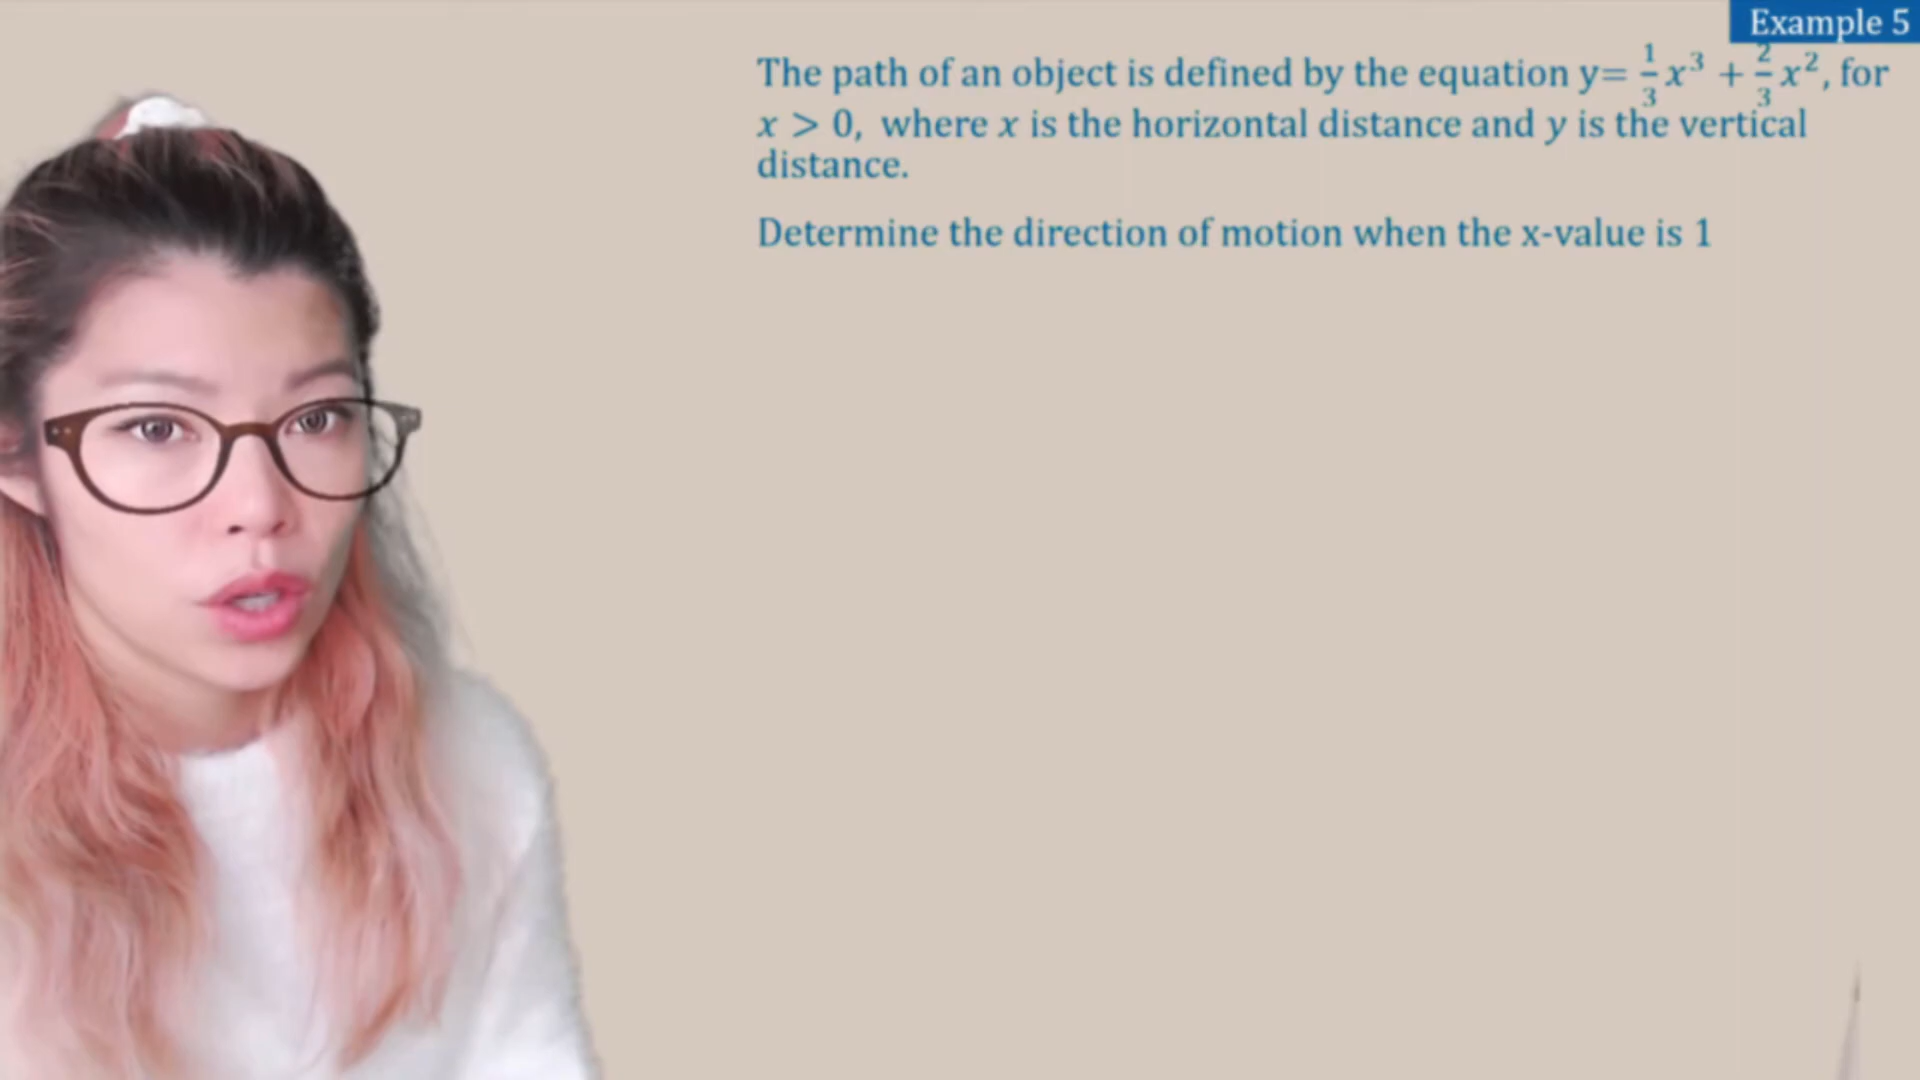 Example 5
The path of an object is defined by the equation y= 1/3 x³ + 2/3 x², for
x > 0, where x is the horizontal distance and y is the vertical
distance.
Determine the direction of motion when the x-value is 1